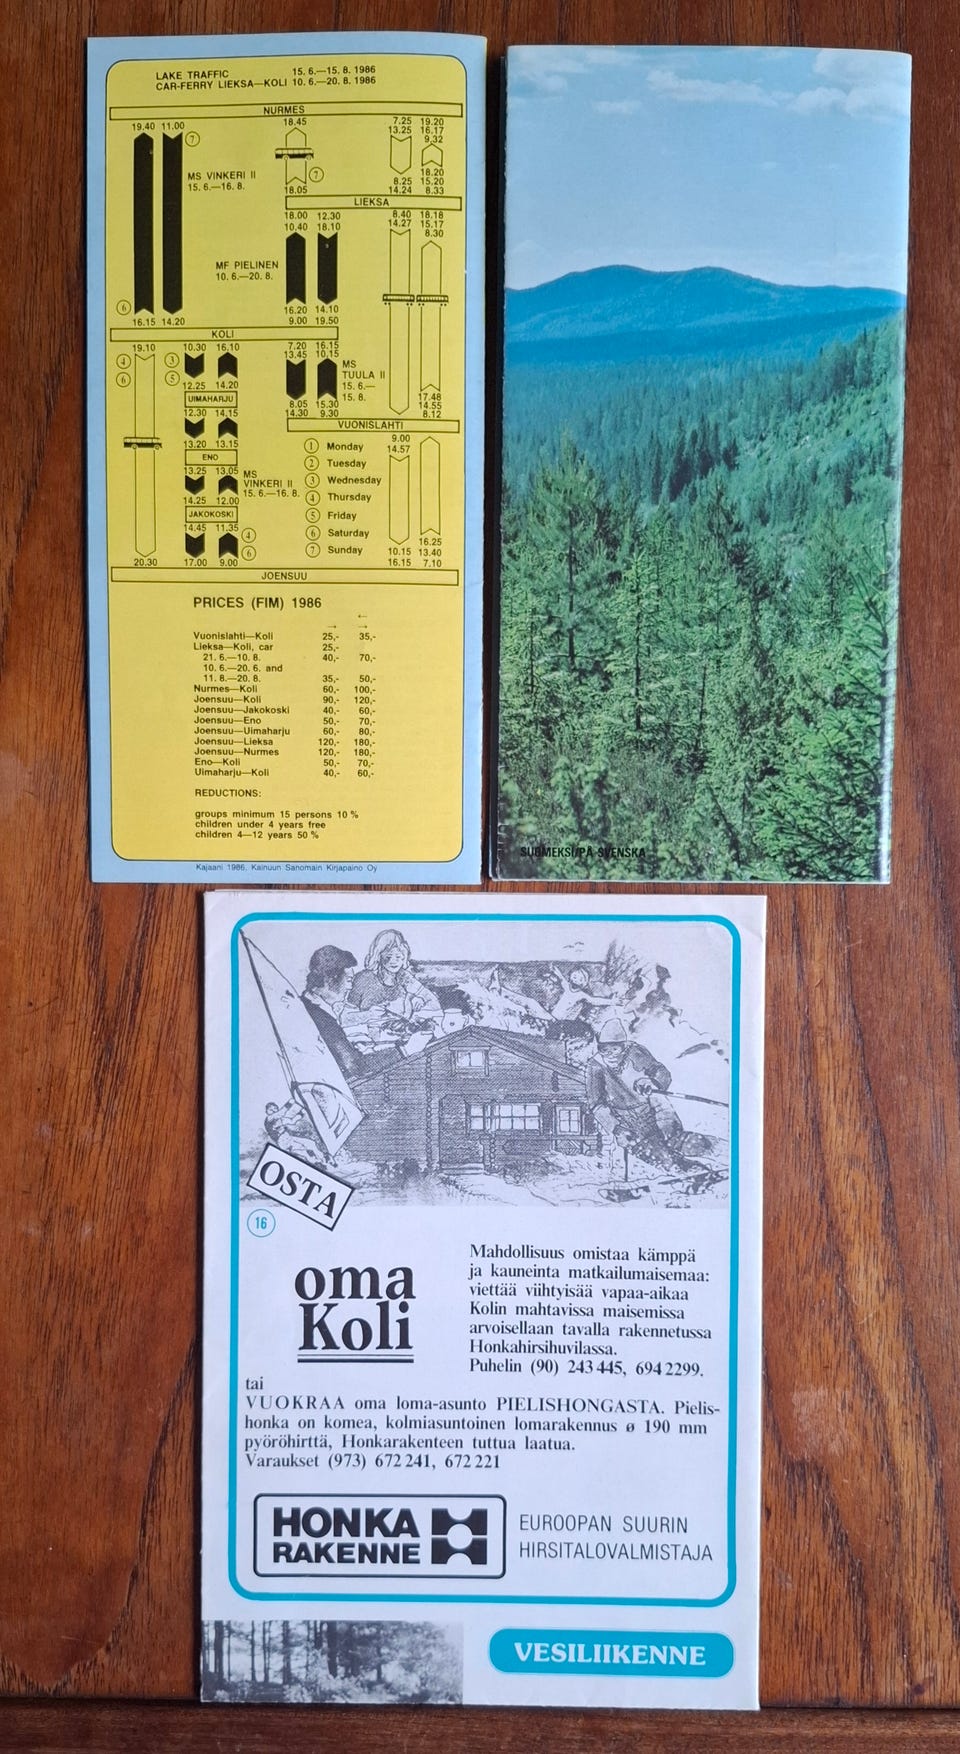 LAKE TRAFFIC 15. 6.—15. 8. 1986
CAR-FERRY LIEKSA—KOLI 10. 6.—20. 8. 1986
NURMES
19.40 11.00
7
18.45
7.25 19.20
13.25 16.17
9.32
MS VINKERI II
15. 6.—16. 8.
7
18.05
18.20
8.25 15.20
14.24 8.33
LIEKSA
18.00 12.30
10.40 18.10
8.40 18.18
14.27 15.17
8.30
MF PIELINEN
10. 6.—20. 8.
6
16.15 14.20
16.20 14.10
9.00 19.50
KOLI
19.10
10.30 16.10
7.20 16.15
13.45 10.15
4
6
3
5
MS
TUULA II
15. 6.—
15. 8.
12.25 14.20
8.05 15.30
14.30 9.30
17.48
14.55
8.12
UIMAHARJU
12.30 14.15
VUONISLAHTI
9.00
14.57
13.20 13.15
ENO
13.25 13.05
MS
VINKERI II
15. 6.—16. 8.
14.25 12.00
JAKOKOSKI
14.45 11.35
4
6
1 Monday
2 Tuesday
3 Wednesday
4 Thursday
5 Friday
6 Saturday
7 Sunday
16.25
10.15 13.40
16.15 7.10
20.30 17.00 9.00
JOENSUU
PRICES (FIM) 1986
→ ← →
Vuonislahti—Koli 25,- 35,-
Lieksa—Koli, car 25,-
21. 6.—10. 8. 40,- 70,-
10. 6.—20. 6. and
11. 8.—20. 8. 35,- 50,-
Nurmes—Koli 60,- 100,-
Joensuu—Koli 90,- 120,-
Joensuu—Jakokoski 40,- 60,-
Joensuu—Eno 50,- 70,-
Joensuu—Uimaharju 60,- 80,-
Joensuu—Lieksa 120,- 180,-
Joensuu—Nurmes 120,- 180,-
Eno—Koli 50,- 70,-
Uimaharju—Koli 40,- 60,-
REDUCTIONS:
groups minimum 15 persons 10 %
children under 4 years free
children 4—12 years 50 %
Kajaani 1986, Kainuun Sanomain Kirjapaino Oy
SUOMEKSI/PÅ SVENSKA
OSTA
16
oma
Koli
Mahdollisuus omistaa kämppä
ja kauneinta matkailumaisemaa:
viettää viihtyisää vapaa-aikaa
Kolin mahtavissa maisemissa
arvoisellaan tavalla rakennetussa
Honkahirsihuvilassa.
Puhelin (90) 243 445, 694 2299.
tai
VUOKRAA oma loma-asunto PIELISHONGASTA. Pielis-
honka on komea, kolmiasuntoinen lomarakennus ø 190 mm
pyöröhirttä, Honkarakenteen tuttua laatua.
Varaukset (973) 672 241, 672 221
HONKA
RAKENNE
EUROOPAN SUURIN
HIRSITALOVALMISTAJA
VESILIIKENNE